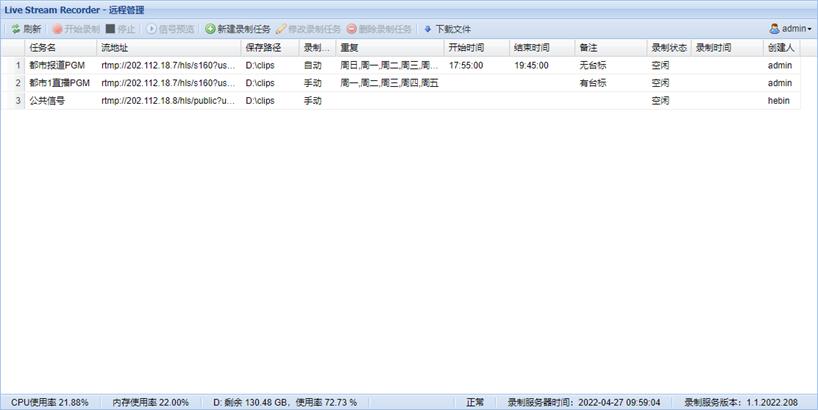 Live Stream Recorder - 远程管理
刷新 开始录制 停止 信号预览 新建录制任务 修改录制任务 删除录制任务 下载文件 admin
任务名 流地址 保存路径 录制... 重复 开始时间 结束时间 备注 录制状态 录制时间 创建人
1 都市报道PGM rtmp://202.112.18.7/hls/s160?us... D:\clips 自动 周日,周一,周二,周三,周... 17:55:00 19:45:00 无台标 空闲 admin
2 都市1直播PGM rtmp://202.112.18.7/hls/s160?us... D:\clips 手动 周一,周二,周三,周四,周五 有台标 空闲 admin
3 公共信号 rtmp://202.112.18.8/hls/public?u... D:\clips 手动 空闲 hebin
CPU使用率 21.88% 内存使用率 22.00% D: 剩余 130.48 GB，使用率 72.73 % 正常 录制服务器时间：2022-04-27 09:59:04 录制服务版本：1.1.2022.208